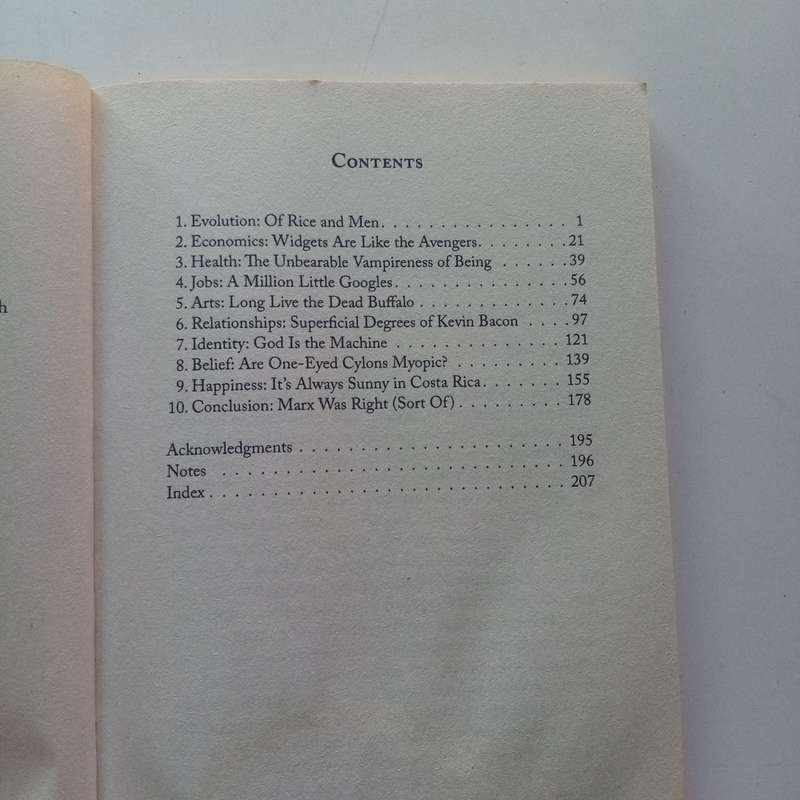 h
CONTENTS
1. Evolution: Of Rice and Men. . . . . . . . . . . . . . . . 1
2. Economics: Widgets Are Like the Avengers. . . . . . . .21
3. Health: The Unbearable Vampireness of Being . . . . . .39
4. Jobs: A Million Little Googles. . . . . . . . . . . . . . .56
5. Arts: Long Live the Dead Buffalo . . . . . . . . . . . . . 74
6. Relationships: Superficial Degrees of Kevin Bacon . . . .97
7. Identity: God Is the Machine . . . . . . . . . . . . . . 121
8. Belief: Are One-Eyed Cylons Myopic? . . . . . . . . . 139
9. Happiness: It's Always Sunny in Costa Rica. . . . . . . 155
10. Conclusion: Marx Was Right (Sort Of) . . . . . . . . . 178
Acknowledgments . . . . . . . . . . . . . . . . . . . . . . 195
Notes . . . . . . . . . . . . . . . . . . . . . . . . . . . . 196
Index . . . . . . . . . . . . . . . . . . . . . . . . . . . . . 207